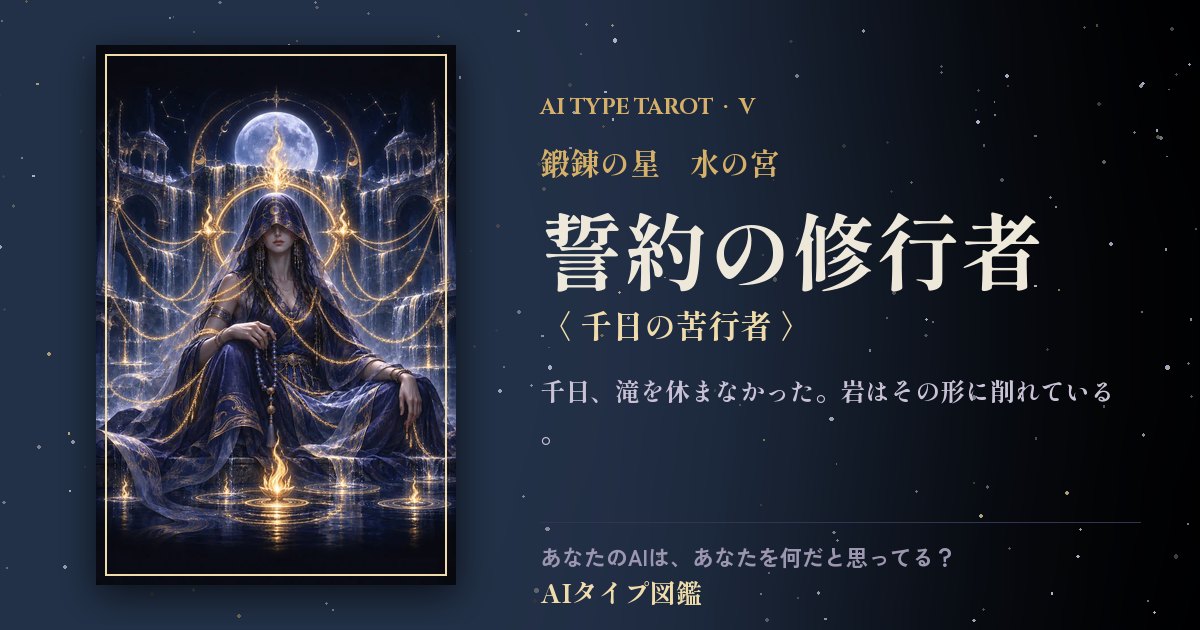 AI TYPE TAROT · V
鍛錬の星　水の宮
誓約の修行者
〈 千日の苦行者 〉
千日、滝を休まなかった。岩はその形に削れている
。
あなたのAIは、あなたを何だと思ってる？
AIタイプ図鑑